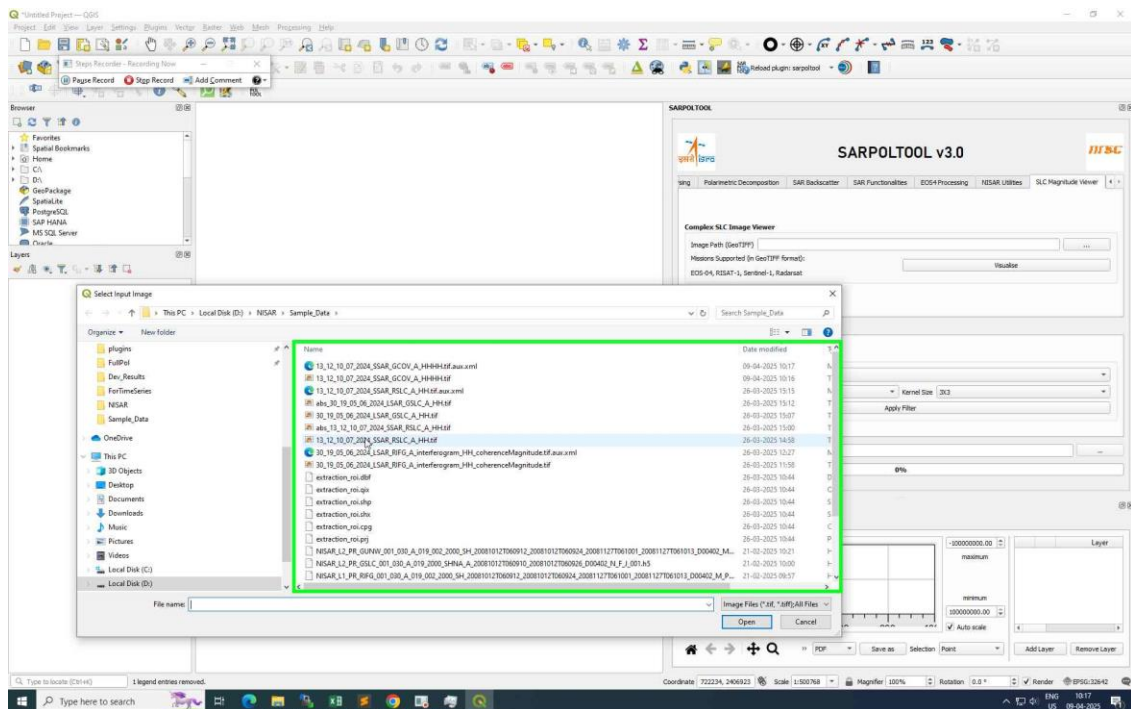 *Untitled Project — QGIS
Project Edit View Layer Settings Plugins Vector Raster Web Mesh Processing Help
Steps Recorder - Recording Now
Reload plugin: sarpoltool
Pause Record Stop Record Add Comment
Browser
Favorites
Spatial Bookmarks
Home
C:\
D:\
GeoPackage
SpatiaLite
PostgreSQL
SAP HANA
MS SQL Server
Oracle
Layers
SARPOLTOOL
इसरो isro
SARPOLTOOL v3.0
nrsc
Polarimetric Decomposition SAR Backscatter SAR Functionalities EOS4 Processing NISAR Utilities SLC Magnitude Viewer
Complex SLC Image Viewer
Image Path (GeoTIFF) ...
Missions Supported (in GeoTIFF format):
Visualise
EOS-04, RISAT-1, Sentinel-1, Radarsat
Kernel Size 3X3
Apply Filter
...
0%
Select Input Image
This PC > Local Disk (D:) > NISAR > Sample_Data >
Search Sample_Data
Organize New folder
plugins
FullPol
Dev_Results
ForTimeSeries
NISAR
Sample_Data
OneDrive
This PC
3D Objects
Desktop
Documents
Downloads
Music
Pictures
Videos
Local Disk (C:)
Local Disk (D:)
Name Date modified
13_12_10_07_2024_SSAR_GCOV_A_HHHH.tif.aux.xml 09-04-2025 10:17
13_12_10_07_2024_SSAR_GCOV_A_HHHH.tif 09-04-2025 10:16
13_12_10_07_2024_SSAR_RSLC_A_HH.tif.aux.xml 26-03-2025 15:15
abs_30_19_05_06_2024_LSAR_GSLC_A_HH.tif 26-03-2025 15:12
30_19_05_06_2024_LSAR_GSLC_A_HH.tif 26-03-2025 15:07
abs_13_12_10_07_2024_SSAR_RSLC_A_HH.tif 26-03-2025 15:00
13_12_10_07_2024_SSAR_RSLC_A_HH.tif 26-03-2025 14:58
30_19_05_06_2024_LSAR_RIFG_A_interferogram_HH_coherenceMagnitude.tif.aux.xml 26-03-2025 12:27
30_19_05_06_2024_LSAR_RIFG_A_interferogram_HH_coherenceMagnitude.tif 26-03-2025 11:58
extraction_roi.dbf 26-03-2025 10:44
extraction_roi.qix 26-03-2025 10:44
extraction_roi.shp 26-03-2025 10:44
extraction_roi.shx 26-03-2025 10:44
extraction_roi.cpg 26-03-2025 10:44
extraction_roi.prj 26-03-2025 10:44
NISAR_L2_PR_GUNW_001_030_A_019_002_2000_SH_20081012T060912_20081012T060924_20081127T061001_20081127T061013_D00402_M... 21-02-2025 10:21
NISAR_L2_PR_GSLC_001_030_A_019_2000_SHNA_A_20081012T060910_20081012T060926_D00402_N_F_J_001.h5 21-02-2025 10:00
NISAR_L1_PR_RIFG_001_030_A_019_002_2000_SH_20081012T060912_20081012T060924_20081127T061001_20081127T061013_D00402_M_P... 21-02-2025 09:57
File name: Image Files (*.tif, *.tiff);All Files
Open Cancel
-100000000.00
maximum
Layer
minimum
100000000.00
Auto scale
PDF Save as Selection Point Add Layer Remove Layer
Type to locate (Ctrl+K) 1 legend entries removed. Coordinate 722234, 2406923 Scale 1:500768 Magnifier 100% Rotation 0.0 ° Render EPSG:32642
Type here to search
ENG 10:17
US 09-04-2025